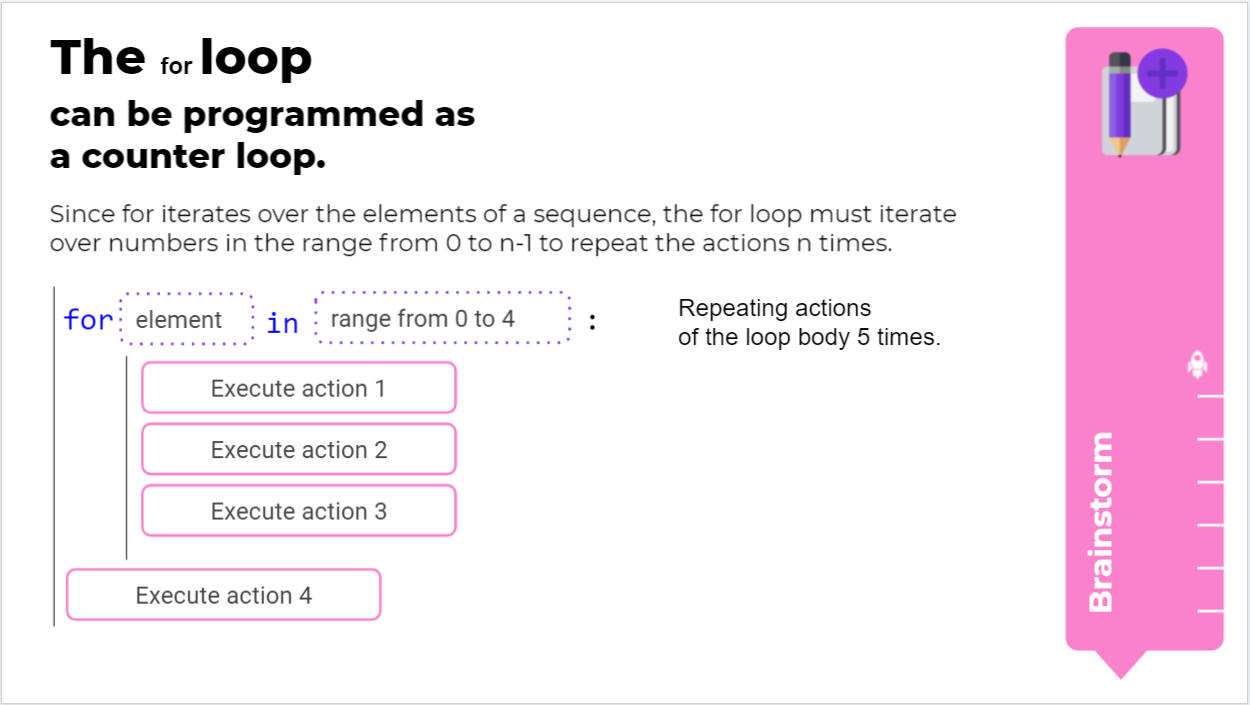 The for loop
can be programmed as
a counter loop.
Since for iterates over the elements of a sequence, the for loop must iterate
over numbers in the range from 0 to n-1 to repeat the actions n times.
for element in range from 0 to 4 :
Repeating actions
of the loop body 5 times.
Execute action 1
Execute action 2
Execute action 3
Execute action 4
Brainstorm